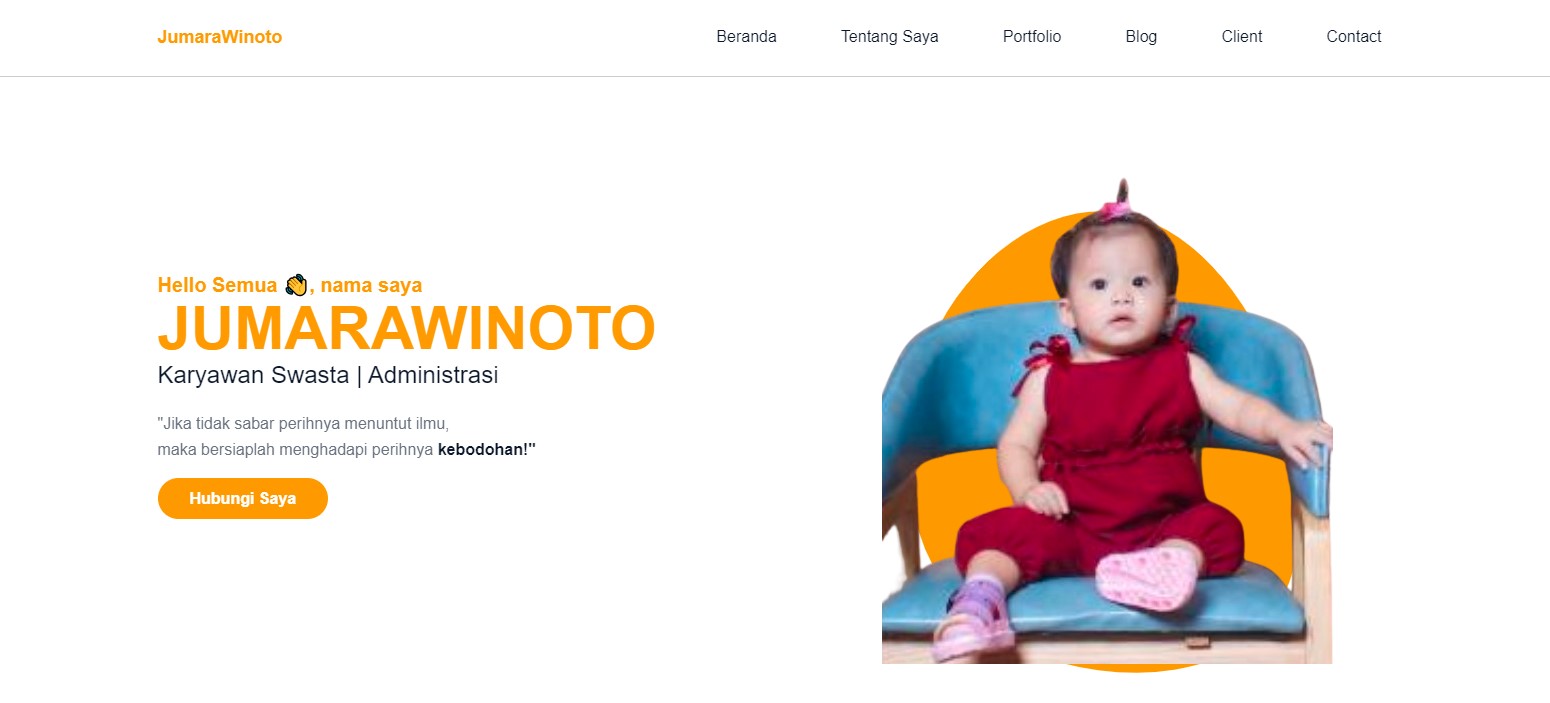 JumaraWinoto
Beranda
Tentang Saya
Portfolio
Blog
Client
Contact
Hello Semua 👏, nama saya
JUMARAWINOTO
Karyawan Swasta | Administrasi
"Jika tidak sabar perihnya menuntut ilmu,
maka bersiaplah menghadapi perihnya kebodohan!"
Hubungi Saya